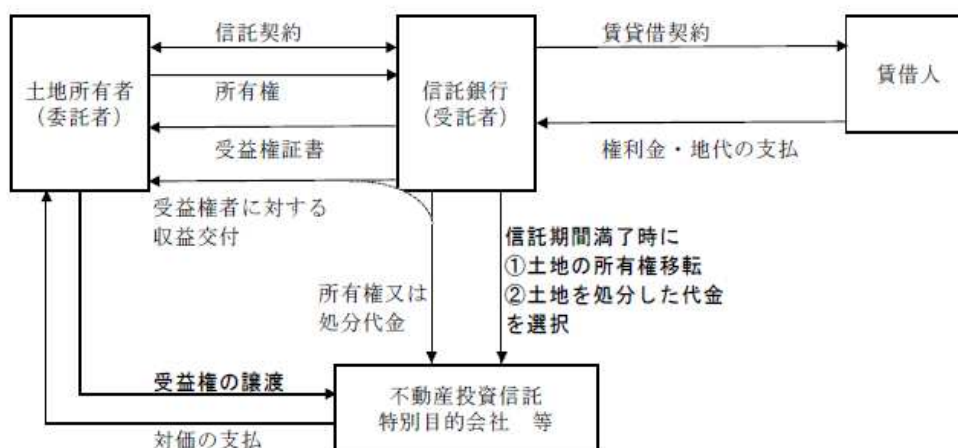 信託契約
賃貸借契約
土地所有者
(委託者)
所有権
信託銀行
(受託者)
賃借人
受益権証書
権利金・地代の支払
受益権者に対する
収益交付
信託期間満了時に
①土地の所有権移転
②土地を処分した代金
を選択
所有権又は
処分代金
受益権の譲渡
不動産投資信託
特別目的会社 等
対価の支払